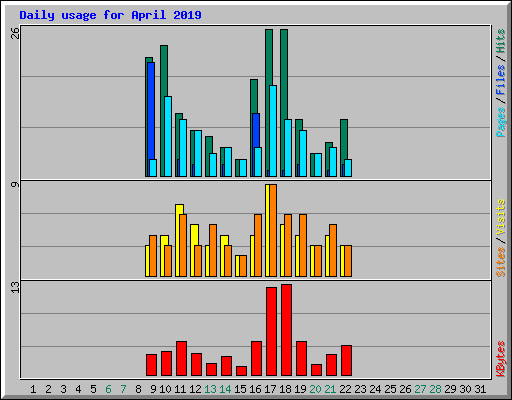 Daily usage for April 2019
26
9
13
Pages / Files / Hits
Sites / Visits
KBytes
1 2 3 4 5 6 7 8 9 10 11 12 13 14 15 16 17 18 19 20 21 22 23 24 25 26 27 28 29 30 31